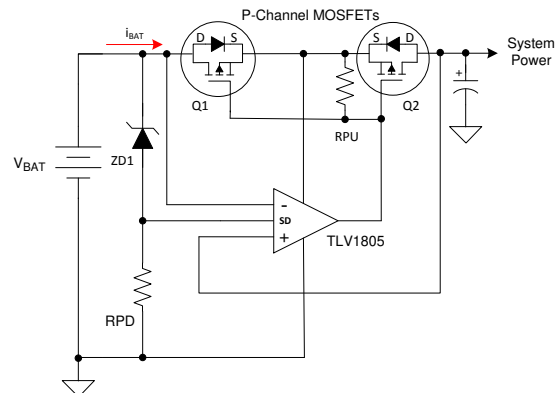 P-Channel MOSFETs
iBAT
D S
S D
System
Power
+
Q1
Q2
RPU
VBAT
ZD1
-
SD
+
TLV1805
RPD